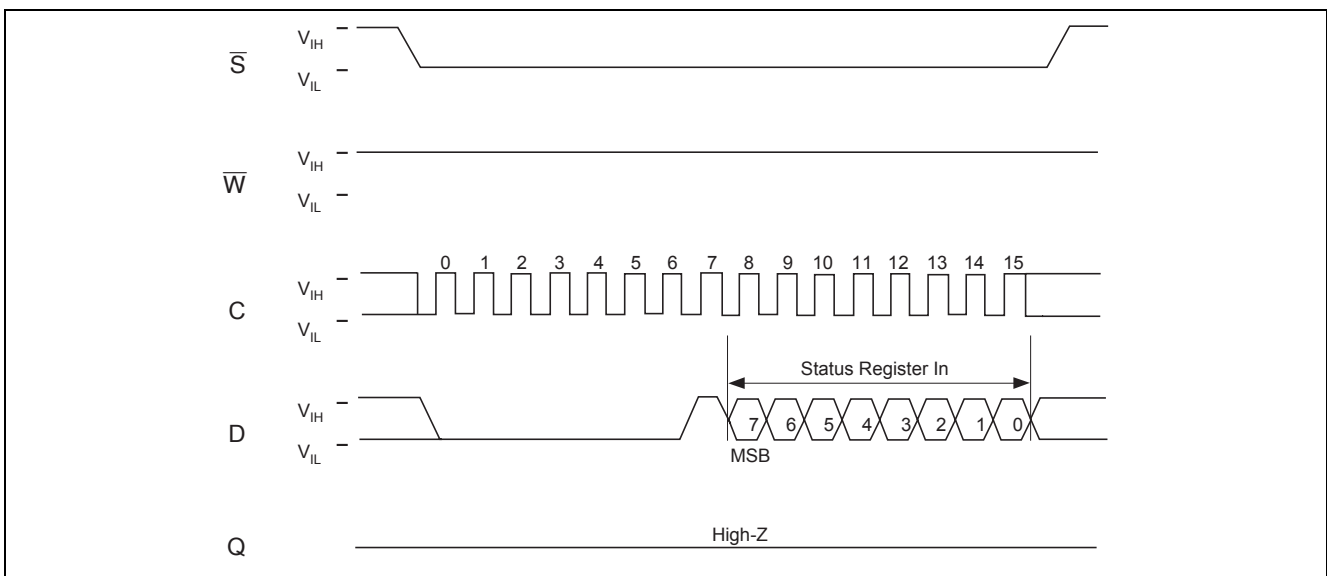 S̅
V_IH
V_IL
W̅
V_IH
V_IL
C
V_IH
V_IL
0 1 2 3 4 5 6 7 8 9 10 11 12 13 14 15
Status Register In
D
V_IH
V_IL
7 6 5 4 3 2 1 0
MSB
Q
High-Z